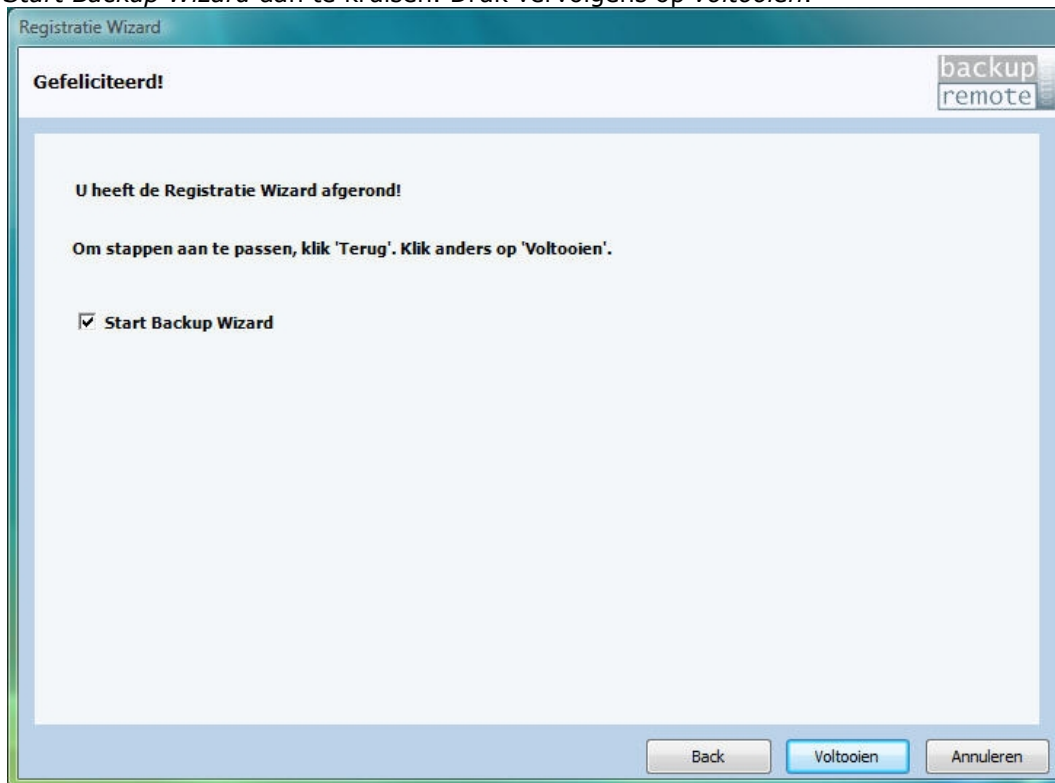 Start Backup Wizard aan te kruisen. Druk vervolgens op Voltooien.
Registratie Wizard
Gefeliciteerd!
backup
remote
U heeft de Registratie Wizard afgerond!
Om stappen aan te passen, klik 'Terug'. Klik anders op 'Voltooien'.
Start Backup Wizard
Back Voltooien Annuleren